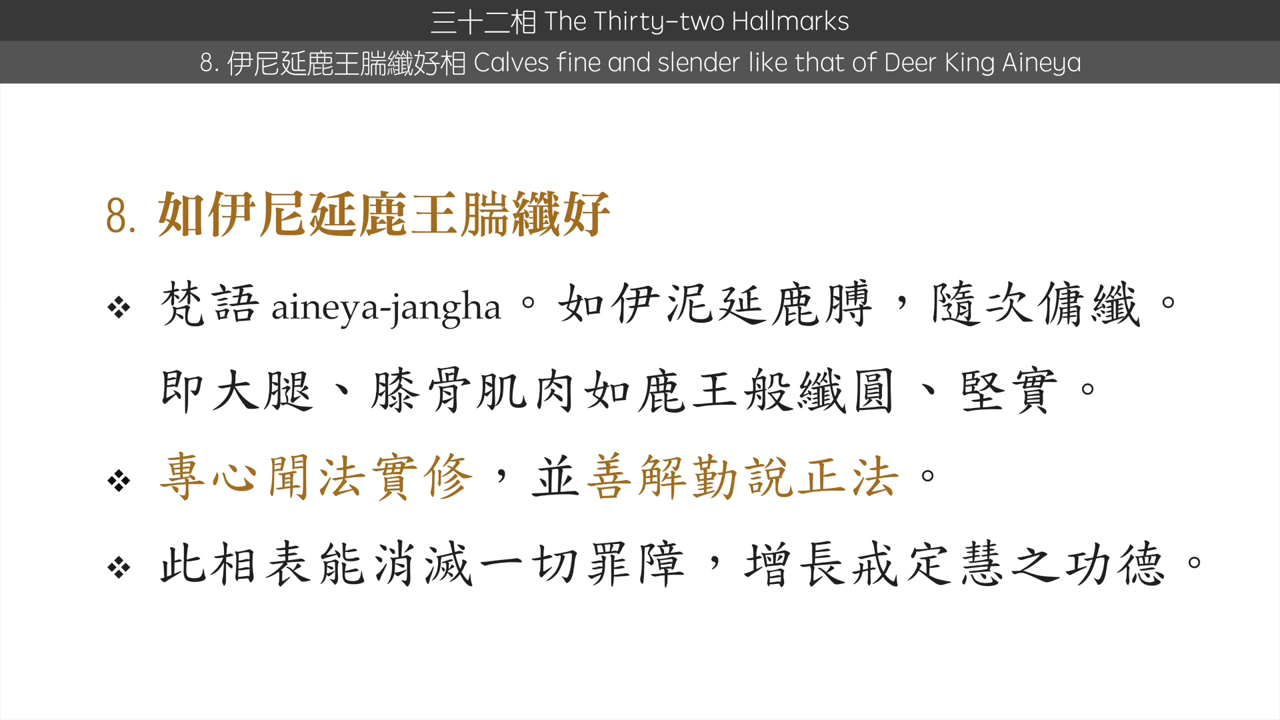 三十二相 The Thirty-two Hallmarks
8. 伊尼延鹿王腨纖好相 Calves fine and slender like that of Deer King Aineya
8. 如伊尼延鹿王腨纖好
❖ 梵語 aineya-jangha。如伊泥延鹿膊，隨次傭纖。
即大腿、膝骨肌肉如鹿王般纖圓、堅實。
❖ 專心聞法實修，並善解勤說正法。
❖ 此相表能消滅一切罪障，增長戒定慧之功德。